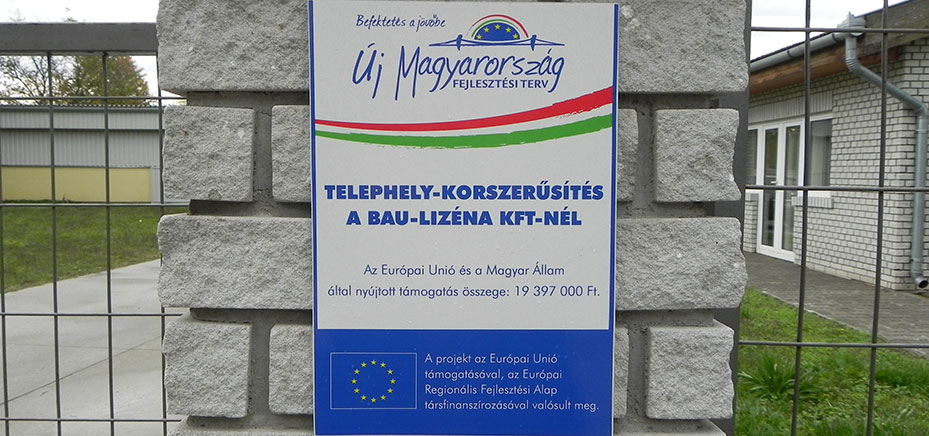 Befektetés a jövőbe
Új Magyarország
FEJLESZTÉSI TERV
TELEPHELY-KORSZERŰSÍTÉS
A BAU-LIZÉNA KFT-NÉL
Az Európai Unió és a Magyar Állam
által nyújtott támogatás összege: 19 397 000 Ft.
A projekt az Európai Unió
támogatásával, az Európai
Regionális Fejlesztési Alap
társfinanszírozásával valósult meg.